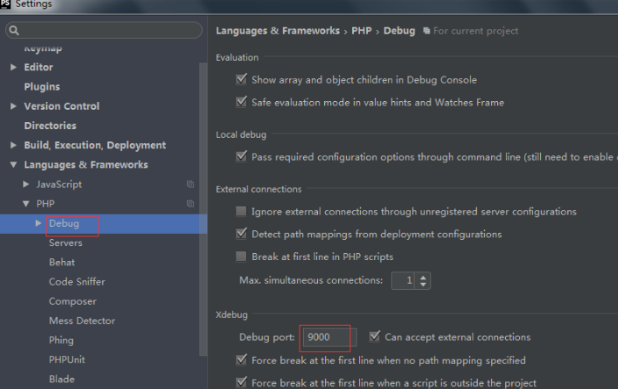 PS Settings
Languages & Frameworks › PHP › Debug For current project
Keymap
Editor
Plugins
Version Control
Directories
Build, Execution, Deployment
Languages & Frameworks
JavaScript
PHP
Debug
Servers
Behat
Code Sniffer
Composer
Mess Detector
Phing
PHPUnit
Blade
Evaluation
Show array and object children in Debug Console
Safe evaluation mode in value hints and Watches Frame
Local debug
Pass required configuration options through command line (still need to enable
External connections
Ignore external connections through unregistered server configurations
Detect path mappings from deployment configurations
Break at first line in PHP scripts
Max. simultaneous connections: 1
Xdebug
Debug port: 9000 Can accept external connections
Force break at the first line when no path mapping specified
Force break at the first line when a script is outside the project